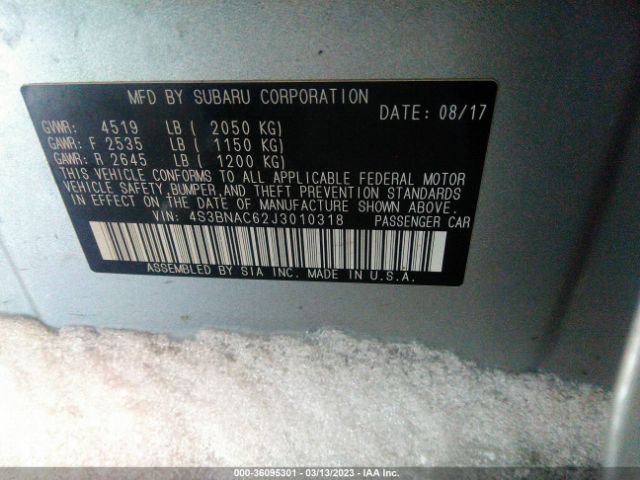 MFD BY SUBARU CORPORATION
DATE: 08/17
GVWR: 4519 LB ( 2050 KG)
GAWR: F 2535 LB ( 1150 KG)
GAWR: R 2645 LB ( 1200 KG)
THIS VEHICLE CONFORMS TO ALL APPLICABLE FEDERAL MOTOR
VEHICLE SAFETY, BUMPER, AND THEFT PREVENTION STANDARDS
IN EFFECT ON THE DATE OF MANUFACTURE SHOWN ABOVE.
VIN: 4S3BNAC62J3010318 PASSENGER CAR
ASSEMBLED BY SIA INC. MADE IN U.S.A.
000-36095301 - 03/13/2023 - IAA Inc.